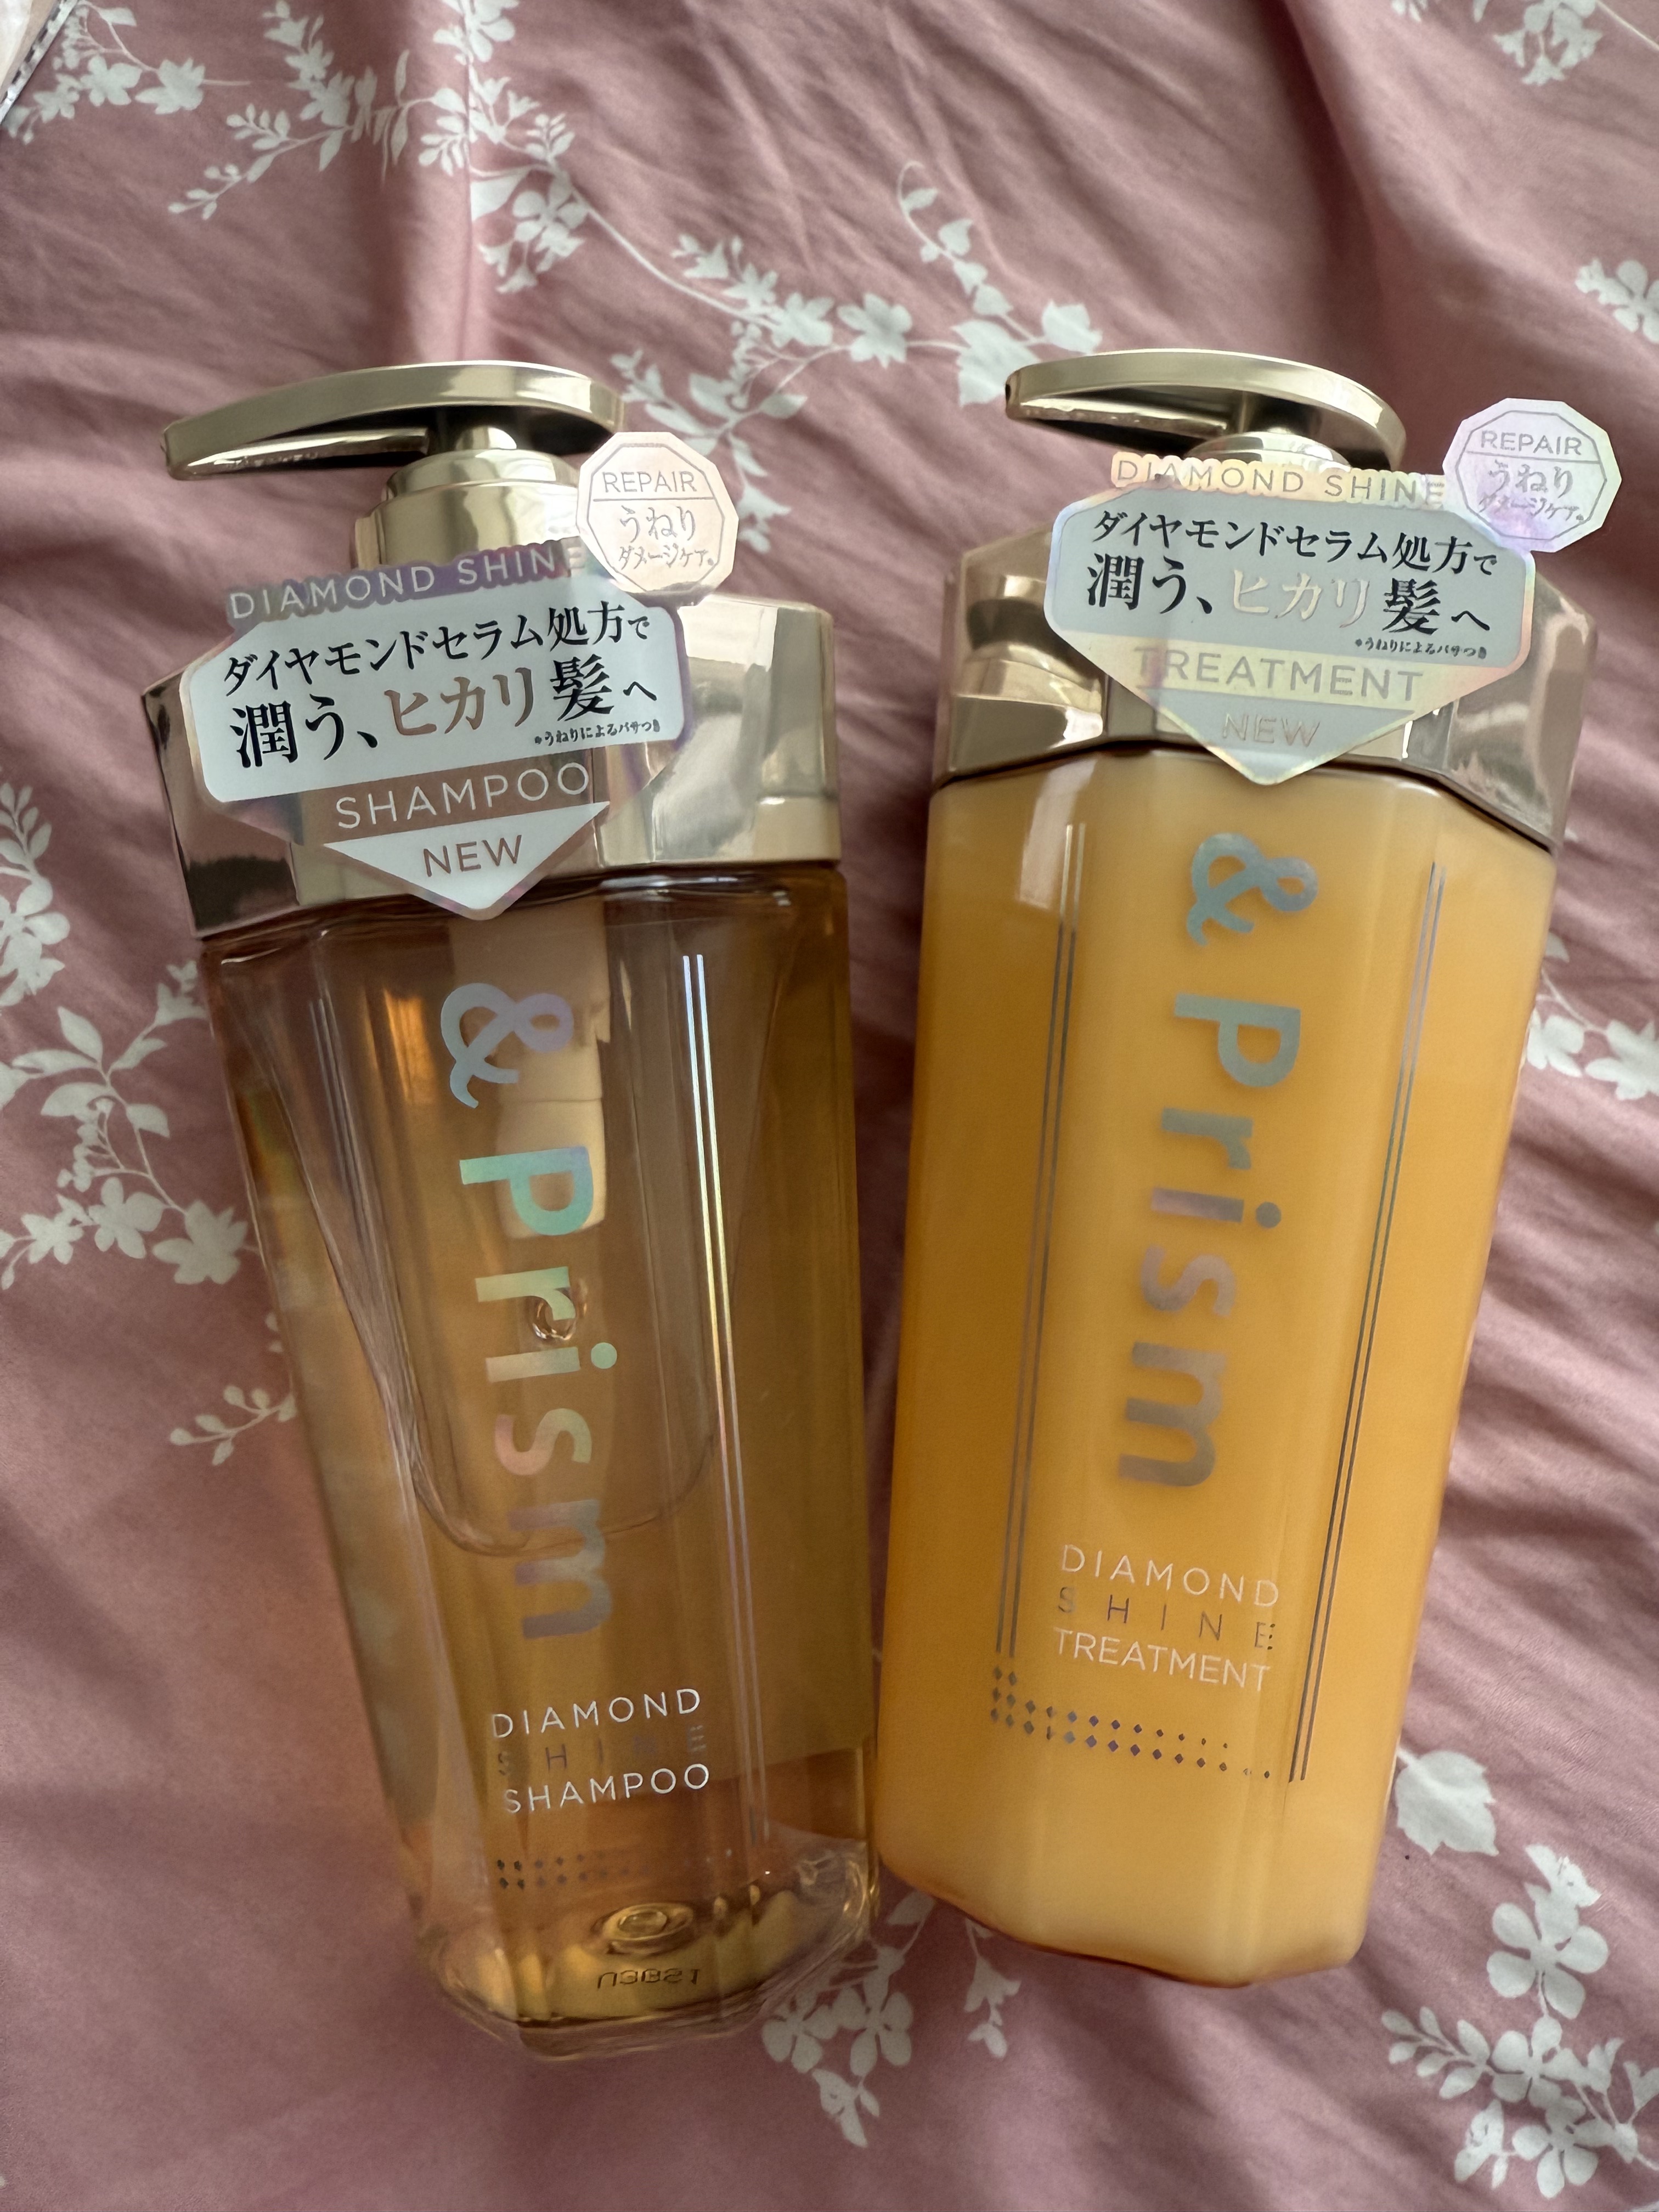 REPAIR
うねり
ダメージケア*
DIAMOND SHINE
ダイヤモンドセラム処方で
潤う、ヒカリ髪へ
*うねりによるパサつき
SHAMPOO
NEW
& Prism
DIAMOND
SHINE
SHAMPOO
REPAIR
うねり
ダメージケア*
DIAMOND SHINE
ダイヤモンドセラム処方で
潤う、ヒカリ髪へ
*うねりによるパサつき
TREATMENT
NEW
& Prism
DIAMOND
SHINE
TREATMENT